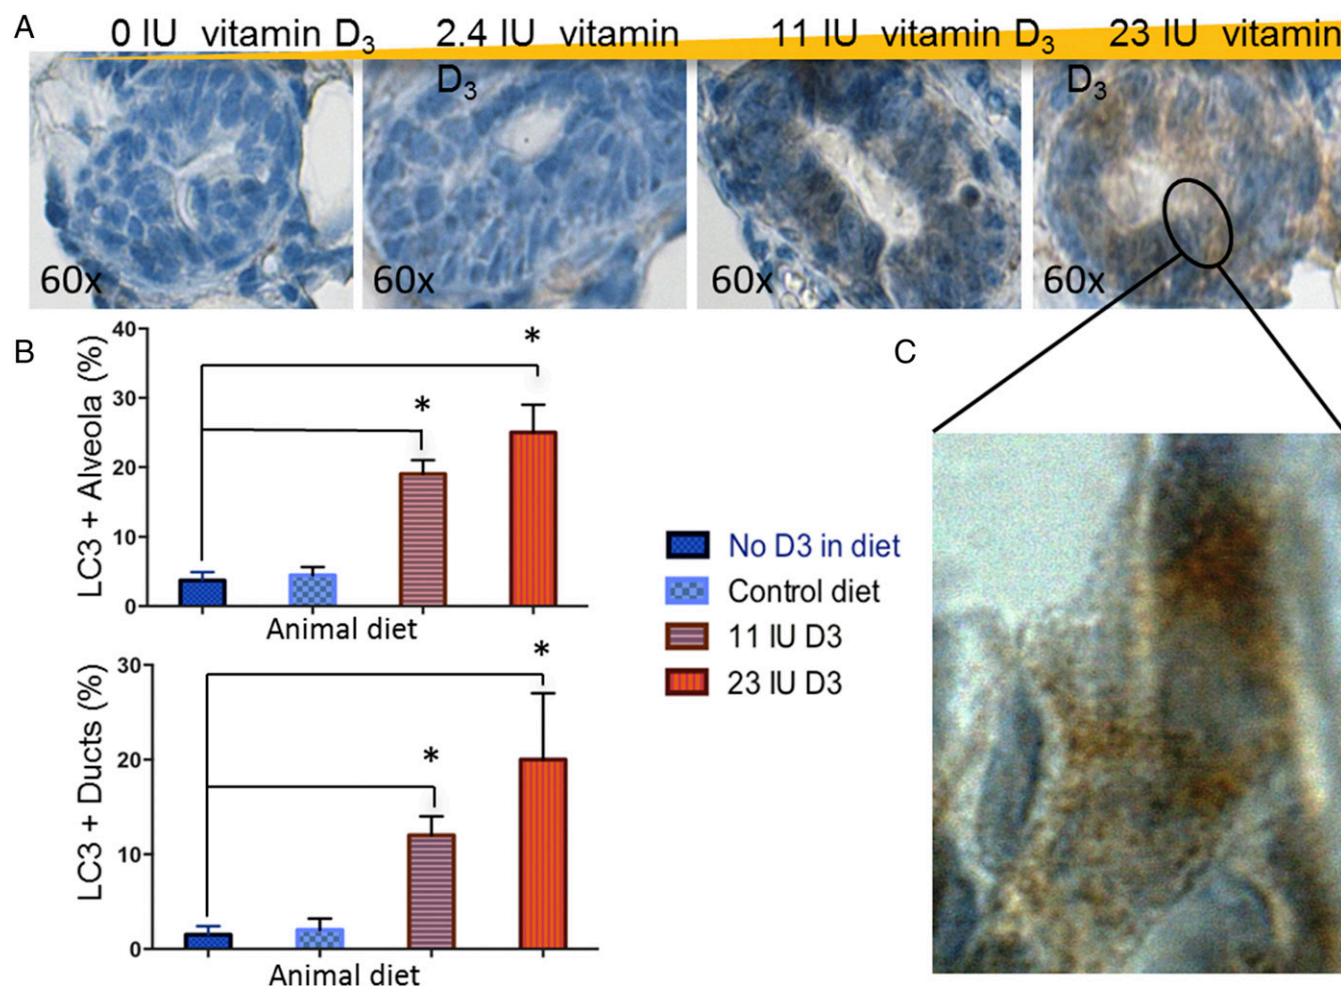 A
0 IU vitamin D3
2.4 IU vitamin D3
11 IU vitamin D3
23 IU vitamin D3
60x
60x
60x
60x
B
LC3 + Alveola (%)
40
30
20
10
0
*
*
Animal diet
LC3 + Ducts (%)
30
20
10
0
*
*
Animal diet
No D3 in diet
Control diet
11 IU D3
23 IU D3
C